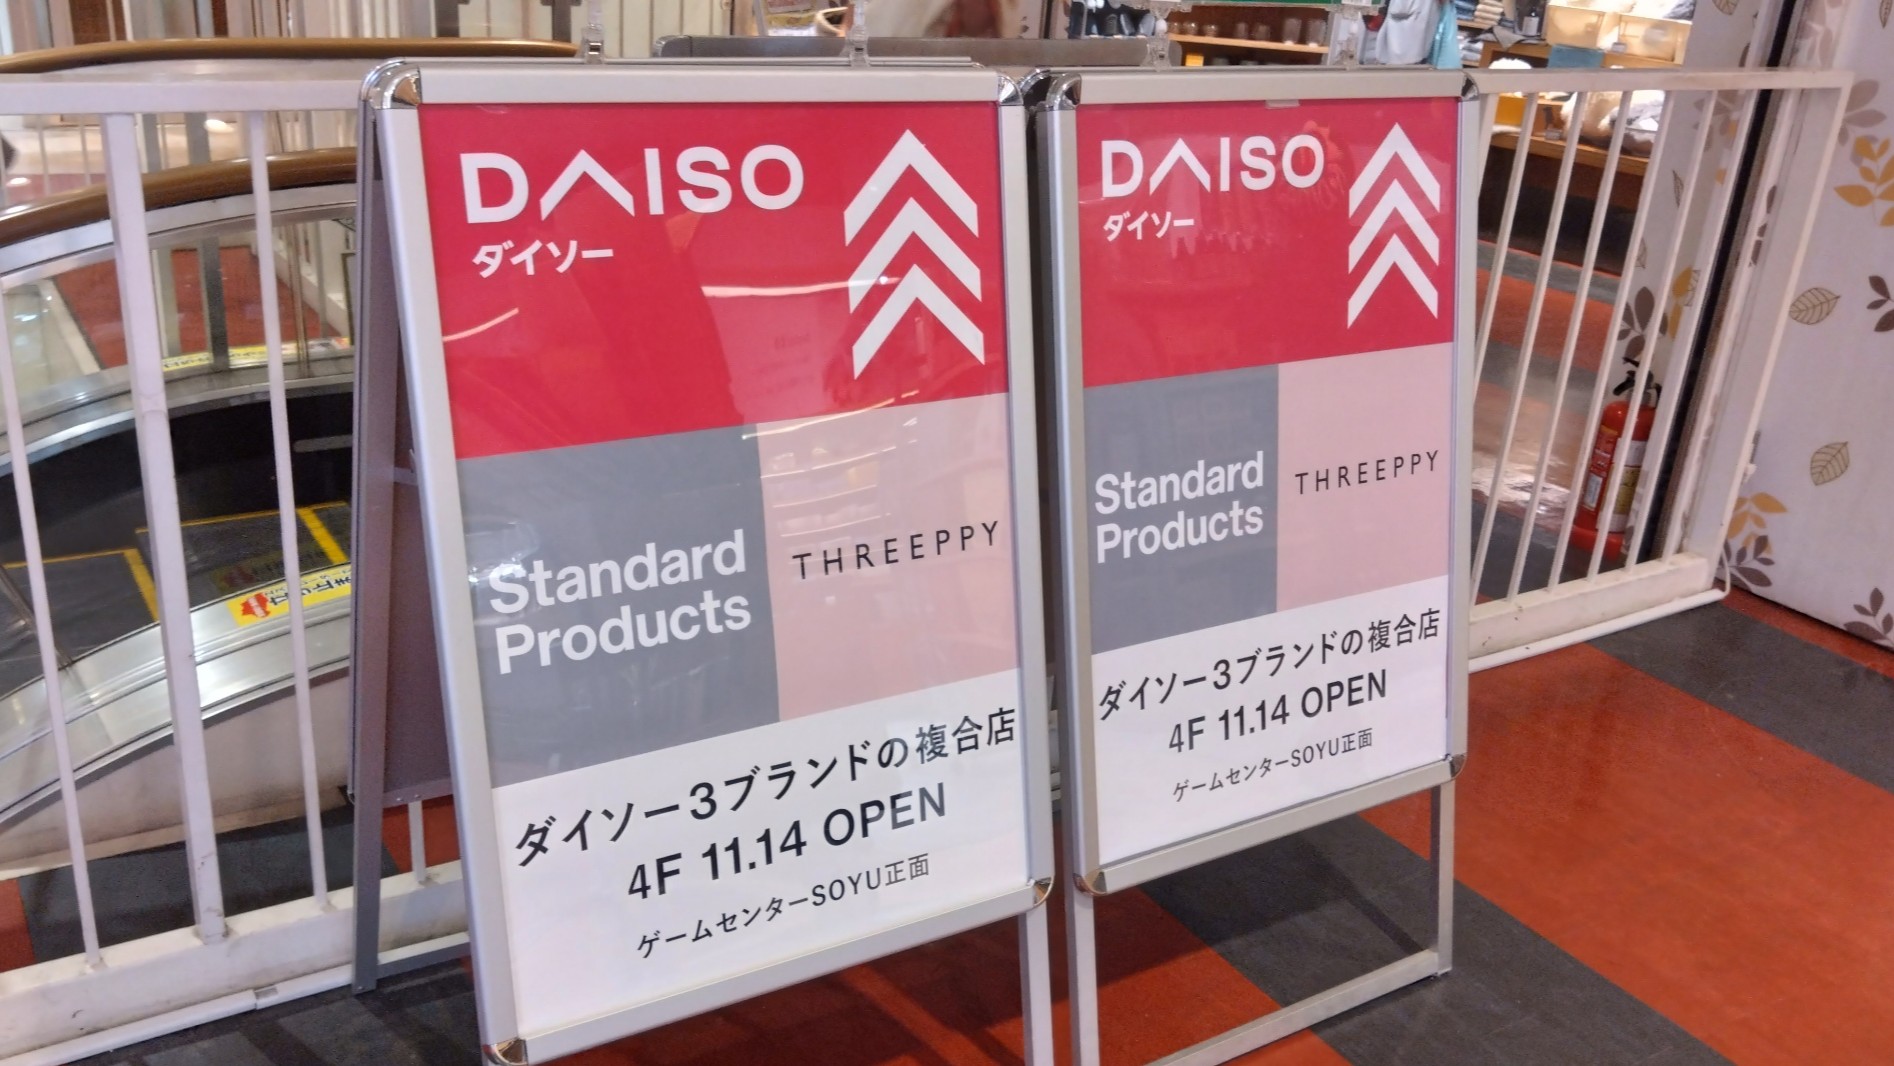 DAISO
ダイソー
Standard
Products
THREEPPY
ダイソー3ブランドの複合店
4F 11.14 OPEN
ゲームセンターSOYU正面
DAISO
ダイソー
Standard
Products
THREEPPY
ダイソー3ブランドの複合店
4F 11.14 OPEN
ゲームセンターSOYU正面